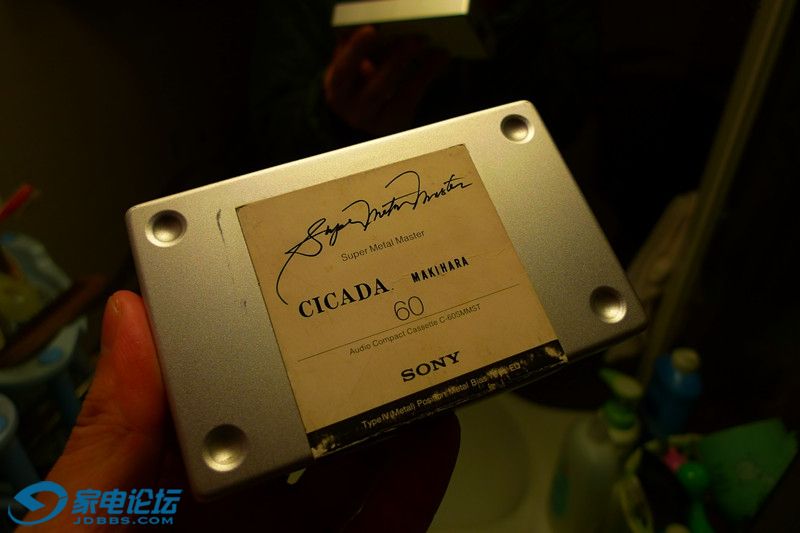 Super Metal Master
Super Metal Master
CICADA. MAKIHARA
60
Audio Compact Cassette C-60SMMST
SONY
Type IV (Metal) Position Metal Bias
家电论坛
JDBBS.COM